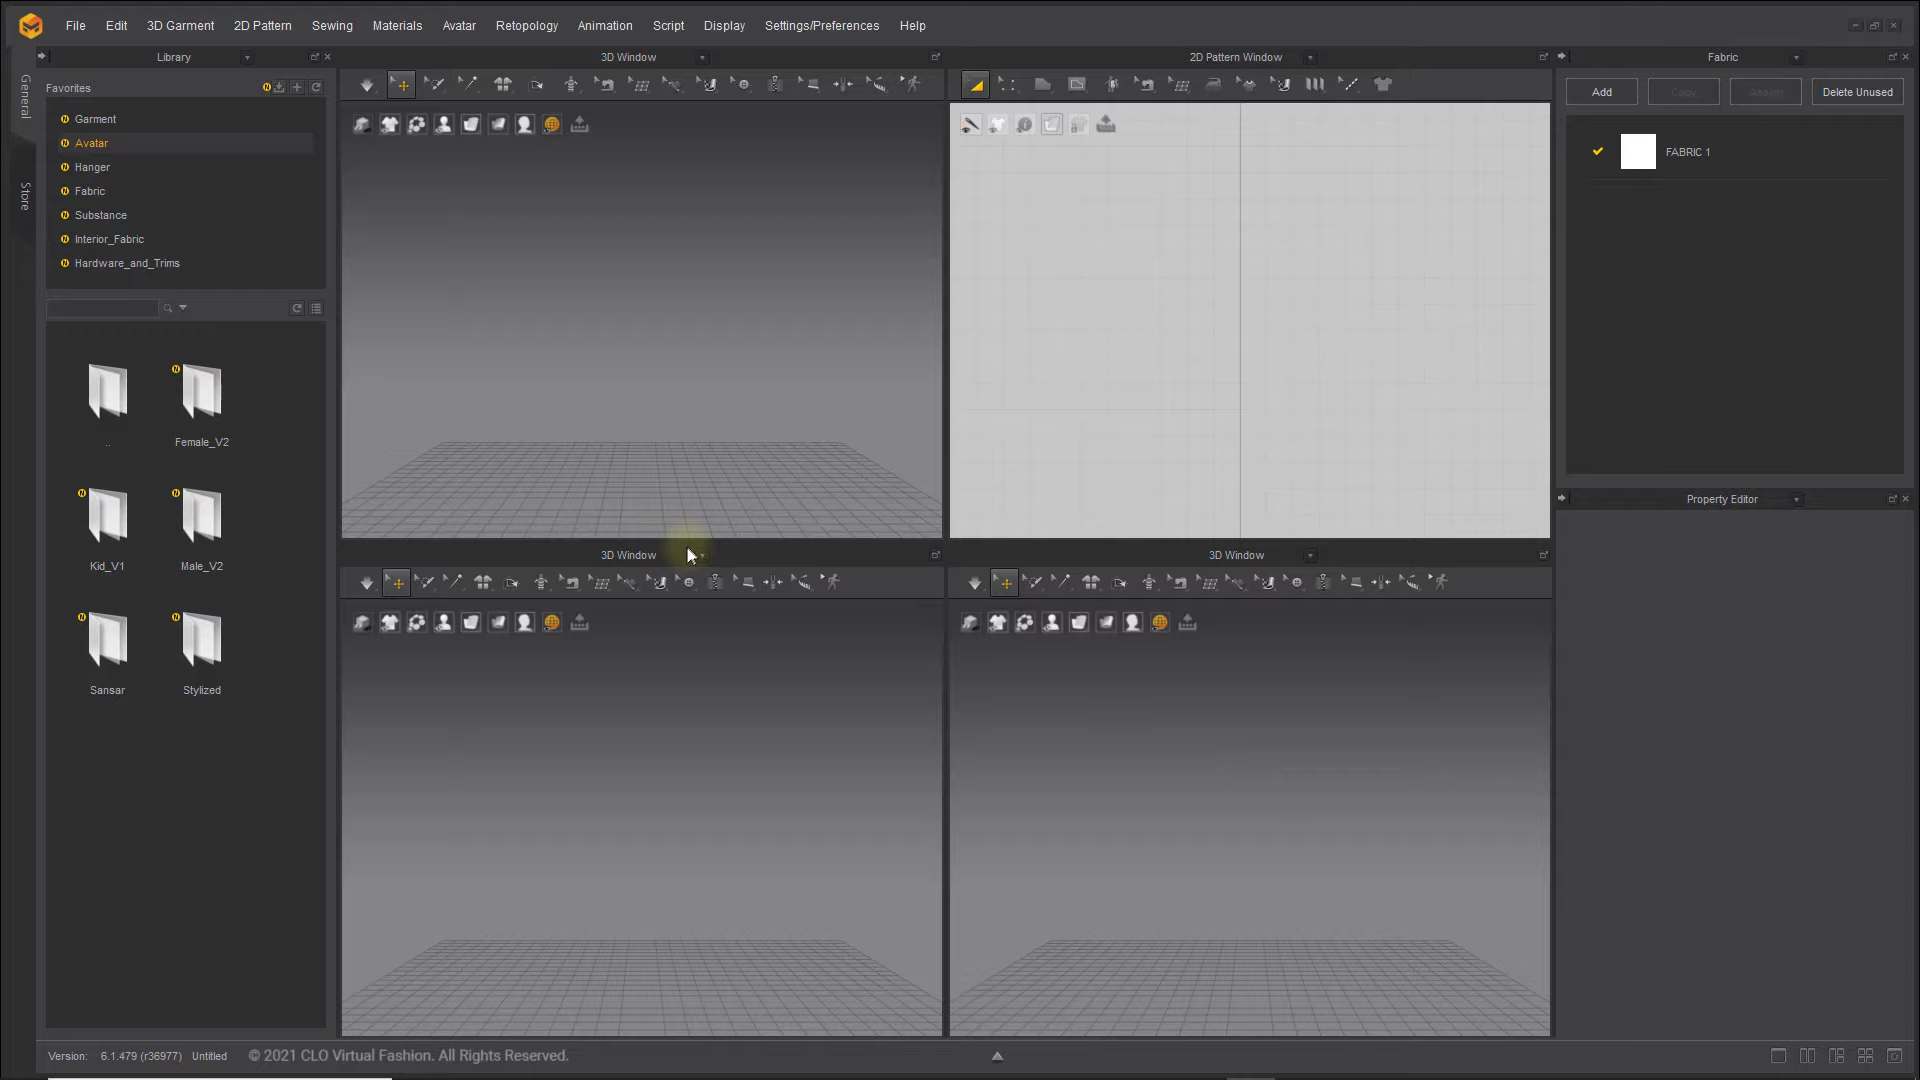 File Edit 3D Garment 2D Pattern Sewing Materials Avatar Retopology Animation Script Display Settings/Preferences Help
Library
3D Window
2D Pattern Window
Fabric
General
Store
Favorites
Garment
Avatar
Hanger
Fabric
Substance
Interior_Fabric
Hardware_and_Trims
..
Female_V2
Kid_V1
Male_V2
Sansar
Stylized
Add
Copy
Assign
Delete Unused
FABRIC 1
Property Editor
3D Window
3D Window
Version: 6.1.479 (r36977) Untitled © 2021 CLO Virtual Fashion. All Rights Reserved.